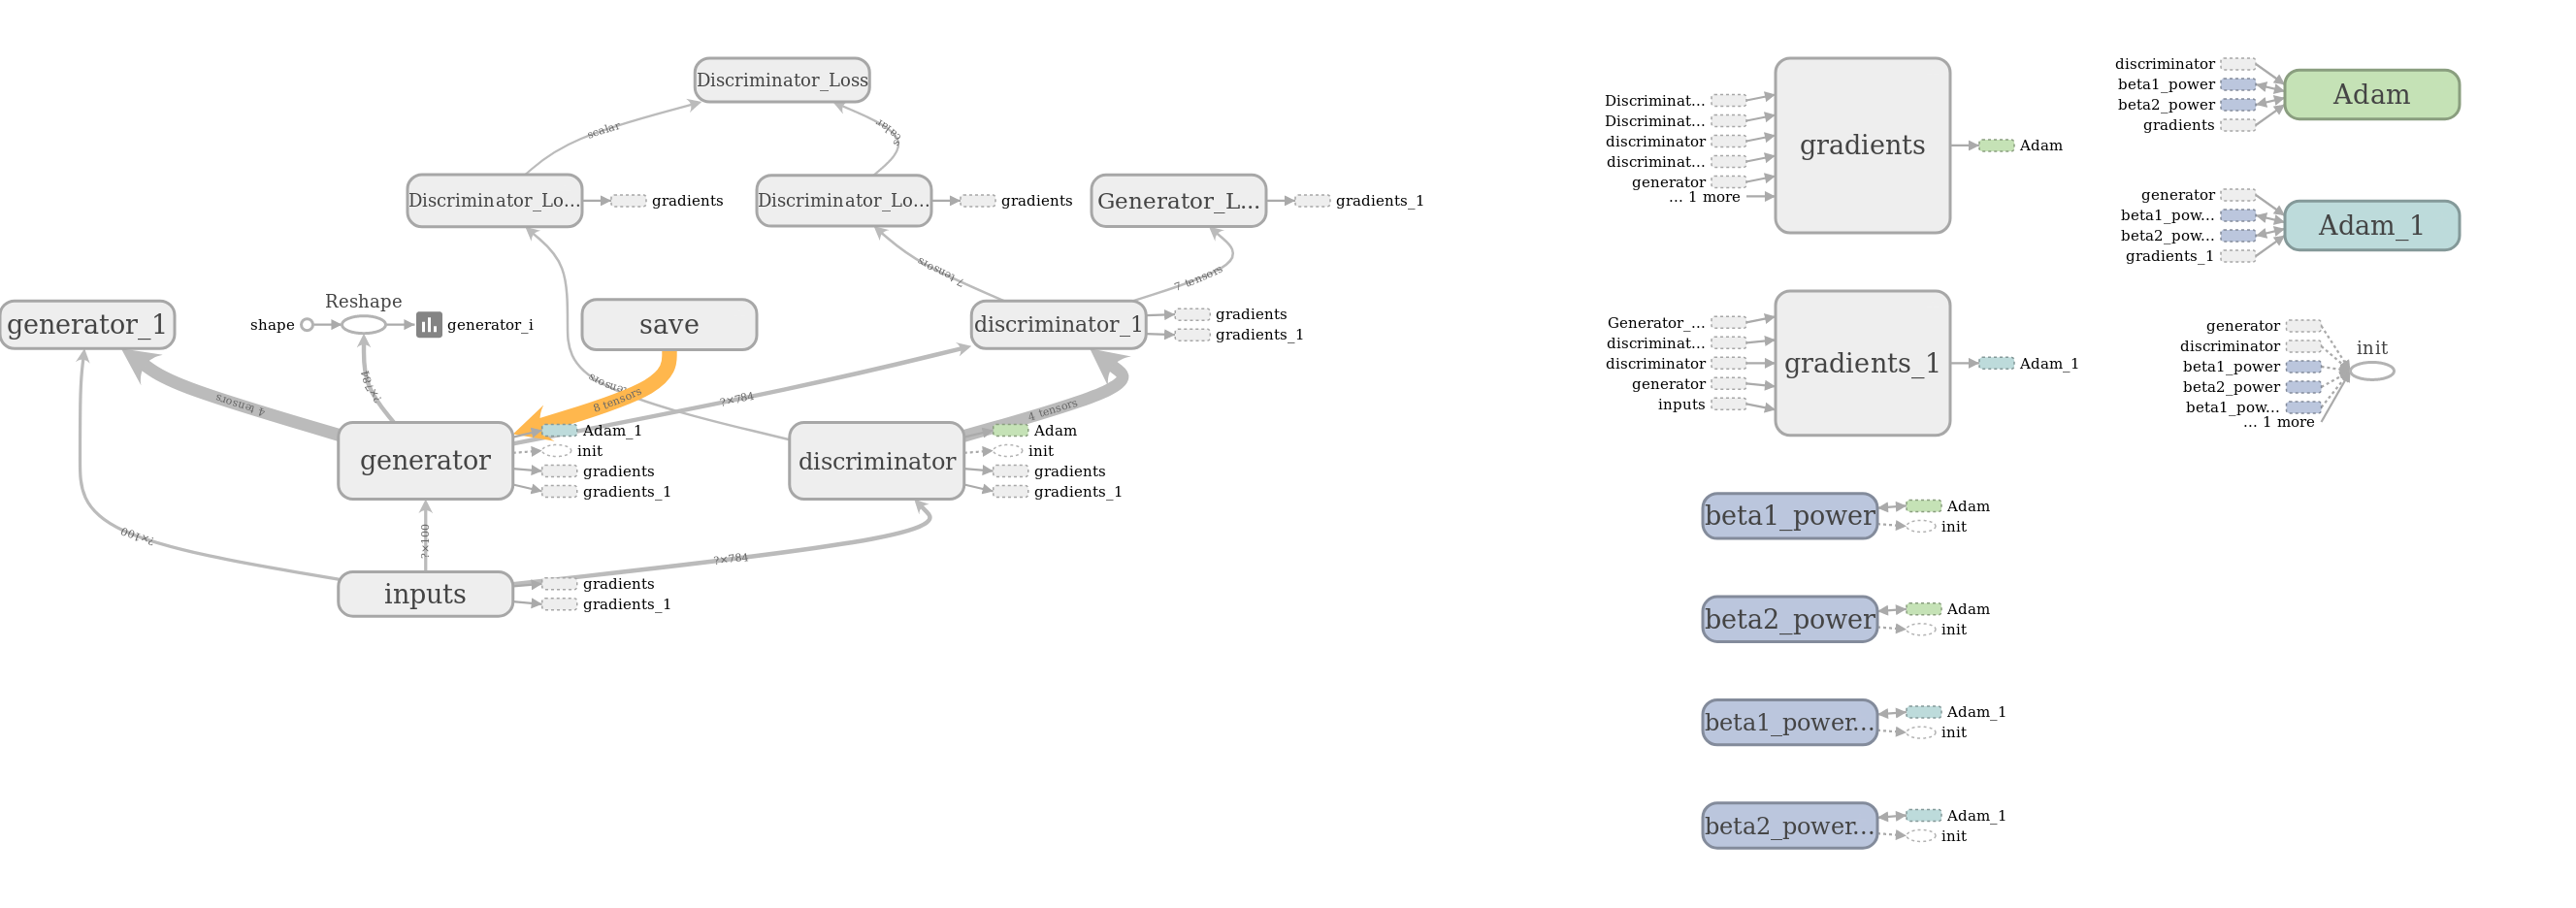 Discriminator_Loss
scalar
scalar
Discriminator_Lo...
gradients
Discriminator_Lo...
gradients
Generator_L...
gradients_1
7 tensors
7 tensors
generator_1
Reshape
shape
generator_i
save
discriminator_1
gradients
gradients_1
?×784
4 tensors
8 tensors
?×784
4 tensors
generator
Adam_1
init
gradients
gradients_1
discriminator
Adam
init
gradients
gradients_1
?×100
?×100
?×784
inputs
gradients
gradients_1
Discriminat...
Discriminat...
discriminator
discriminat...
generator
... 1 more
gradients
Adam
discriminator
beta1_power
beta2_power
gradients
Adam
generator
beta1_pow...
beta2_pow...
gradients_1
Adam_1
Generator_...
discriminat...
discriminator
generator
inputs
gradients_1
Adam_1
generator
discriminator
beta1_power
beta2_power
beta1_pow...
... 1 more
init
beta1_power
Adam
init
beta2_power
Adam
init
beta1_power...
Adam_1
init
beta2_power...
Adam_1
init